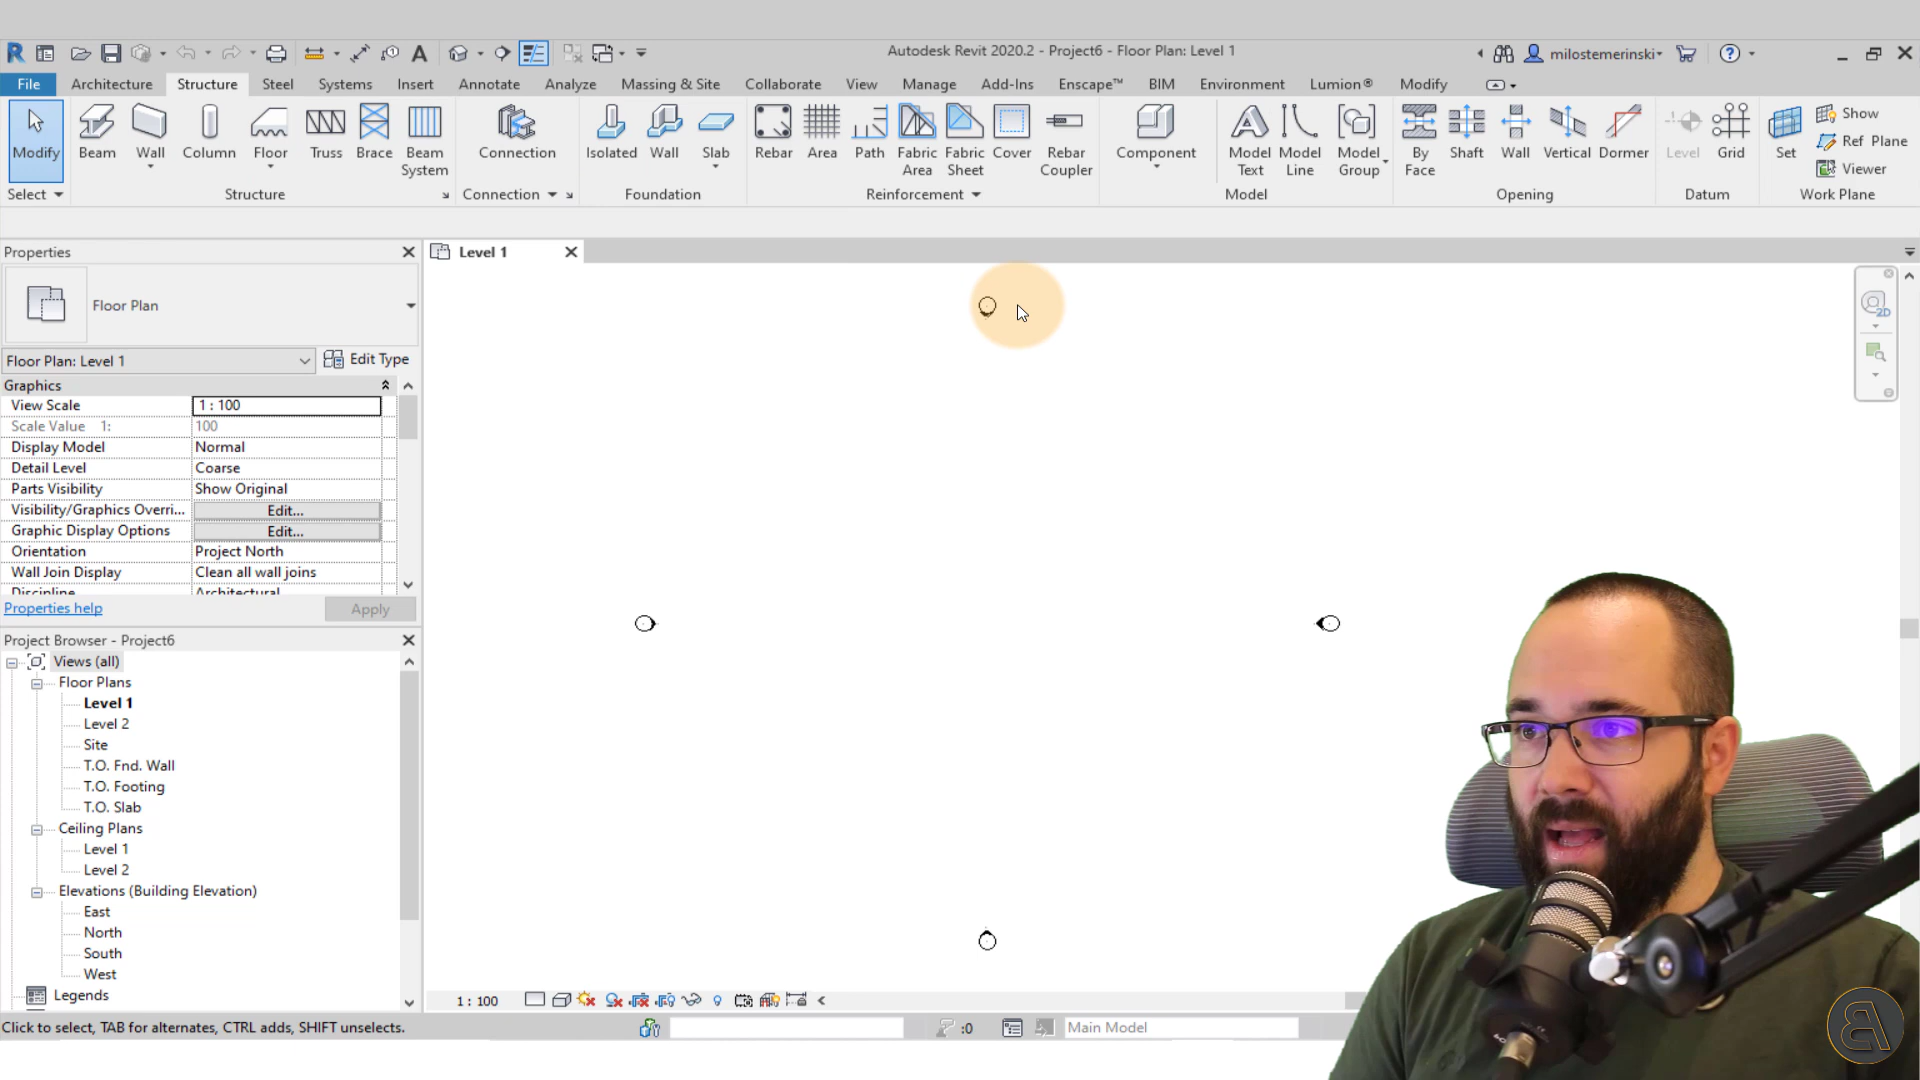 Autodesk Revit 2020.2 - Project6 - Floor Plan: Level 1
milostemerinski
File Architecture Structure Steel Systems Insert Annotate Analyze Massing & Site Collaborate View Manage Add-Ins Enscape™ BIM Environment Lumion® Modify
Modify Beam Wall Column Floor Truss Brace Beam System Connection Isolated Wall Slab Rebar Area Path Fabric Area Fabric Sheet Cover Rebar Coupler Component Model Text Model Line Model Group By Face Shaft Wall Vertical Dormer Level Grid Set Show
Ref Plane
Viewer
Select Structure Connection Foundation Reinforcement Model Opening Datum Work Plane
Properties
Level 1
2D
Floor Plan
Floor Plan: Level 1 Edit Type
Graphics
View Scale 1 : 100
Scale Value 1: 100
Display Model Normal
Detail Level Coarse
Parts Visibility Show Original
Visibility/Graphics Overri... Edit...
Graphic Display Options Edit...
Orientation Project North
Wall Join Display Clean all wall joins
Discipline Architectural
Properties help Apply
Project Browser - Project6
Views (all)
Floor Plans
Level 1
Level 2
Site
T.O. Fnd. Wall
T.O. Footing
T.O. Slab
Ceiling Plans
Level 1
Level 2
Elevations (Building Elevation)
East
North
South
West
Legends
1 : 100
Click to select, TAB for alternates, CTRL adds, SHIFT unselects.
:0
Main Model